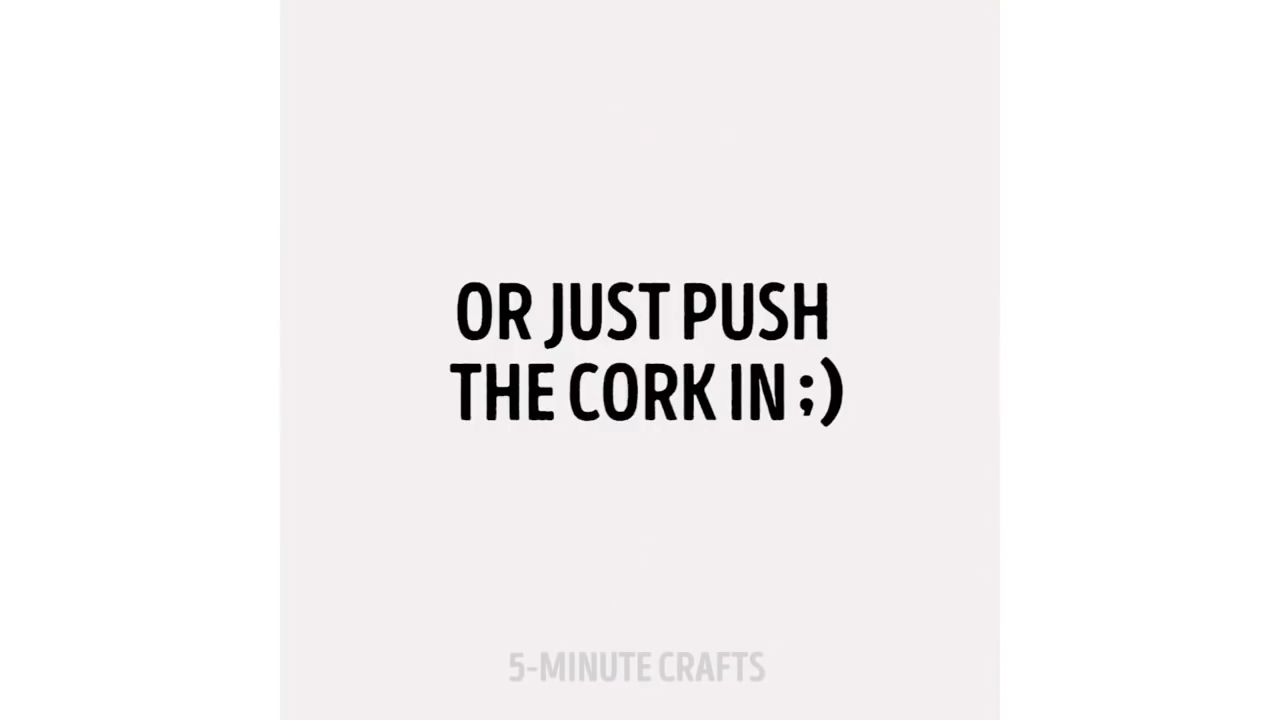 OR JUST PUSH
THE CORK IN ;)
5-MINUTE CRAFTS